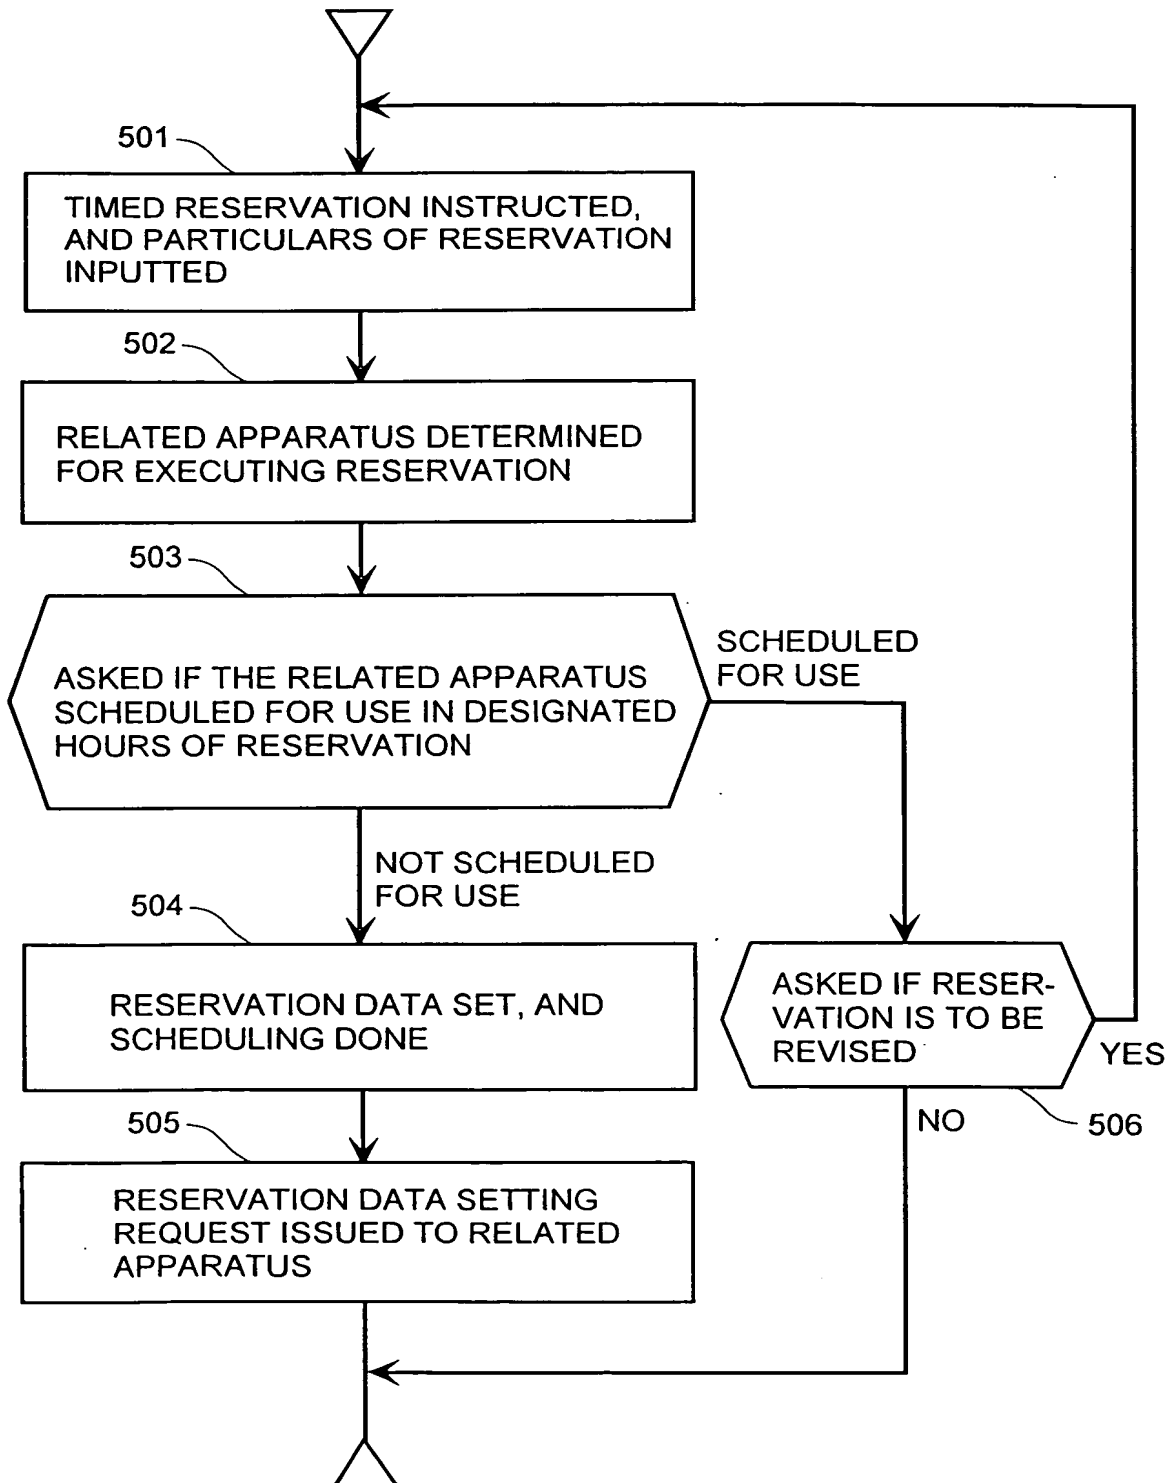 501
TIMED RESERVATION INSTRUCTED,
AND PARTICULARS OF RESERVATION
INPUTTED
502
RELATED APPARATUS DETERMINED
FOR EXECUTING RESERVATION
503
ASKED IF THE RELATED APPARATUS
SCHEDULED FOR USE IN DESIGNATED
HOURS OF RESERVATION
SCHEDULED
FOR USE
NOT SCHEDULED
FOR USE
504
RESERVATION DATA SET, AND
SCHEDULING DONE
ASKED IF RESER-
VATION IS TO BE
REVISED
YES
NO
506
505
RESERVATION DATA SETTING
REQUEST ISSUED TO RELATED
APPARATUS